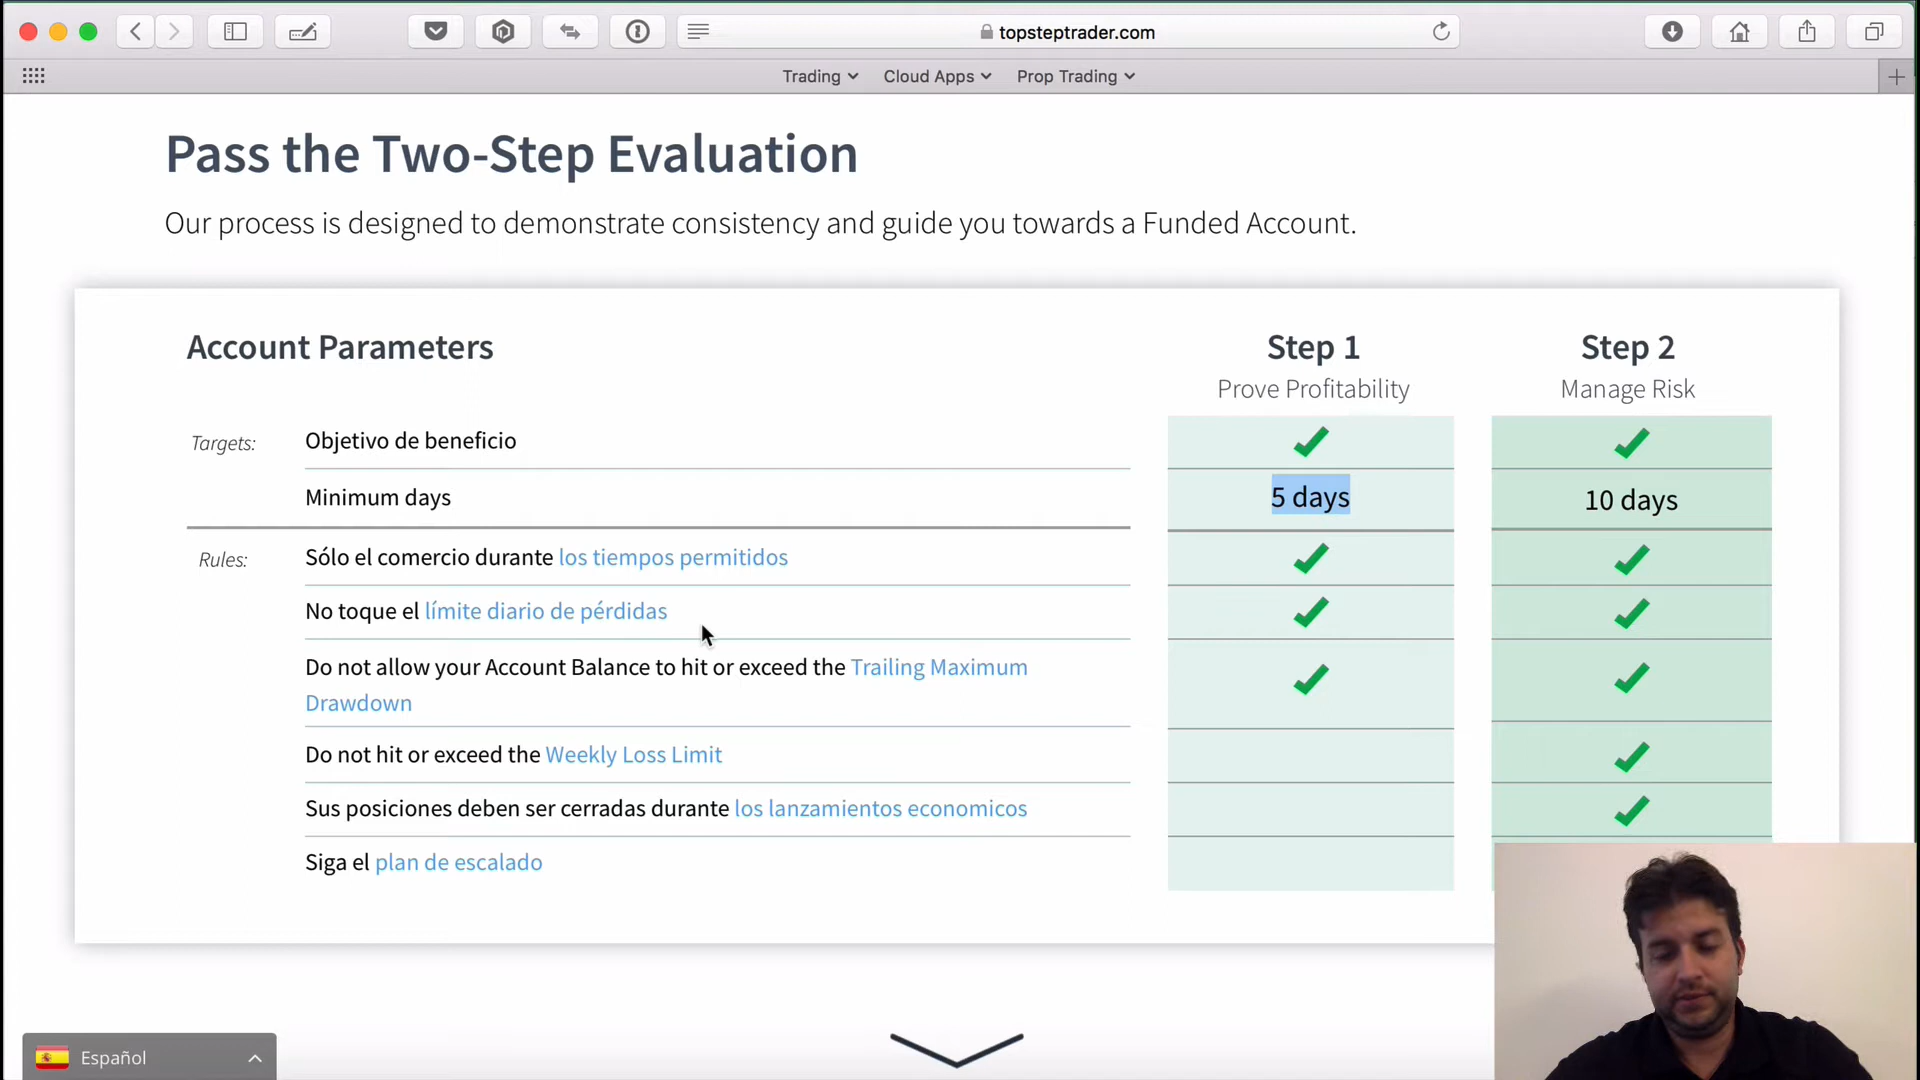 topsteptrader.com
Trading Cloud Apps Prop Trading
Pass the Two-Step Evaluation
Our process is designed to demonstrate consistency and guide you towards a Funded Account.
Account Parameters Step 1 Step 2
Prove Profitability Manage Risk
Targets: Objetivo de beneficio
Minimum days 5 days 10 days
Rules: Sólo el comercio durante los tiempos permitidos
No toque el límite diario de pérdidas
Do not allow your Account Balance to hit or exceed the Trailing Maximum
Drawdown
Do not hit or exceed the Weekly Loss Limit
Sus posiciones deben ser cerradas durante los lanzamientos economicos
Siga el plan de escalado
Español